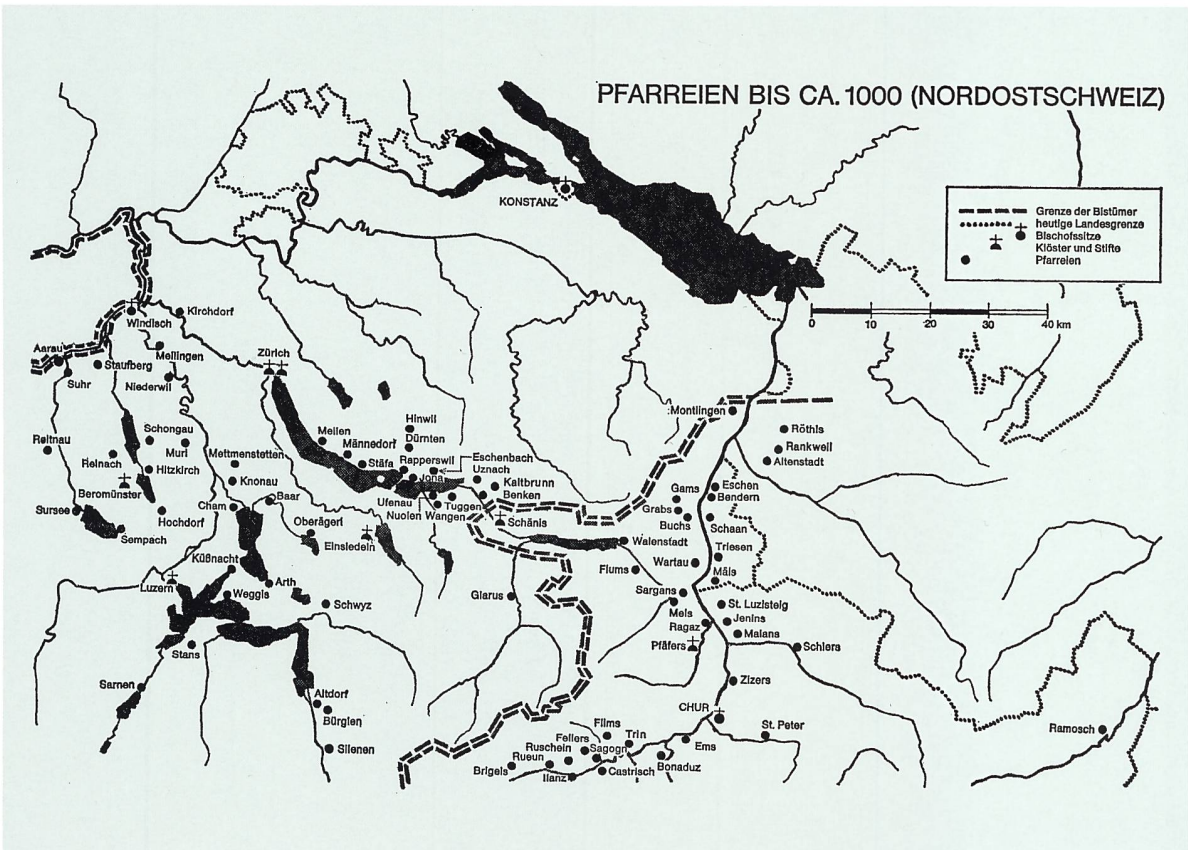 PFARREIEN BIS CA. 1000 (NORDOSTSCHWEIZ)
KONSTANZ
Grenze der Bistümer
heutige Landesgrenze
Bischofssitze
Klöster und Stifte
Pfarreien
0 10 20 30 40 km
Windisch
Kirchdorf
Aarau
Mellingen
Zürich
Staufberg
Suhr
Niederwil
Montlingen
Hinwil
Röthis
Reitnau
Schongau
Meilen
Dürnten
Rankweil
Muri
Männedorf
Altenstadt
Mettmenstetten
Rapperswil
Eschenbach
Reinach
Hitzkirch
Stäfa
Uznach
Jona
Kaltbrunn
Knonau
Benken
Eschen
Beromünster
Gams
Bendern
Baar
Ufenau
Tuggen
Sursee
Cham
Nuolen
Wangen
Grabs
Hochdorf
Oberägeri
Schänis
Buchs
Schaan
Sempach
Einsiedeln
Walenstadt
Triesen
Küßnacht
Flums
Wartau
Mäls
Luzern
Arth
Weggis
Glarus
Sargans
Schwyz
Mels
St. Luzisteig
Ragaz
Jenins
Malans
Stans
Pfäfers
Schiers
Sarnen
Zizers
Altdorf
CHUR
Bürglen
Flims
St. Peter
Trin
Ramosch
Silenen
Fellers
Ruschein
Sagogn
Ems
Rueun
Brigels
Bonaduz
Ilanz
Castrisch